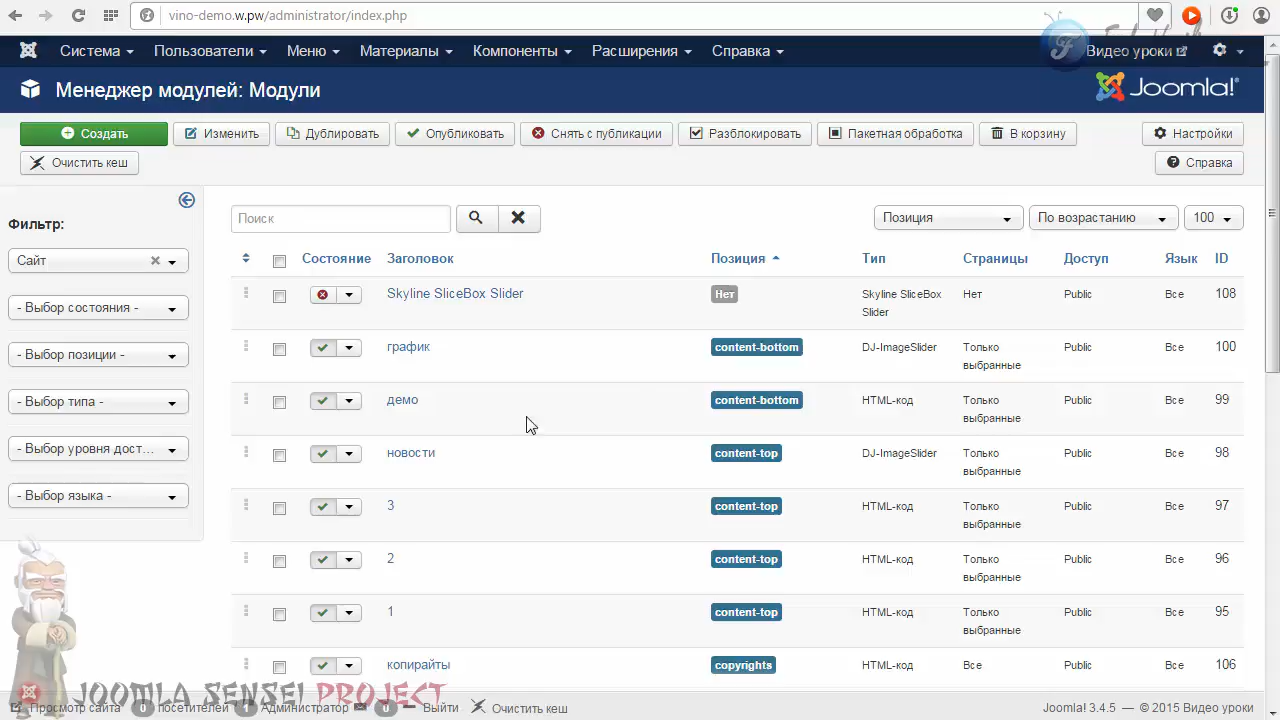 vino-demo.w.pw/administrator/index.php
Система Пользователи Меню Материалы Компоненты Расширения Справка Видео уроки
Менеджер модулей: Модули Joomla!
Создать Изменить Дублировать Опубликовать Снять с публикации Разблокировать Пакетная обработка В корзину Настройки
Очистить кеш Справка
Фильтр:
Сайт
- Выбор состояния -
- Выбор позиции -
- Выбор типа -
- Выбор уровня дост...
- Выбор языка -
Поиск Позиция По возрастанию 100
Состояние Заголовок Позиция Тип Страницы Доступ Язык ID
Skyline SliceBox Slider Нет Skyline SliceBox Slider Нет Public Все 108
график content-bottom DJ-ImageSlider Только выбранные Public Все 100
демо content-bottom HTML-код Только выбранные Public Все 99
новости content-top DJ-ImageSlider Только выбранные Public Все 98
3 content-top HTML-код Только выбранные Public Все 97
2 content-top HTML-код Только выбранные Public Все 96
1 content-top HTML-код Только выбранные Public Все 95
копирайты copyrights HTML-код Все Public Все 106
JOOMLA SENSEI PROJECT
Просмотр сайта 0 посетителей 1 Администратор 0 Выйти Очистить кеш Joomla! 3.4.5 — © 2015 Видео уроки